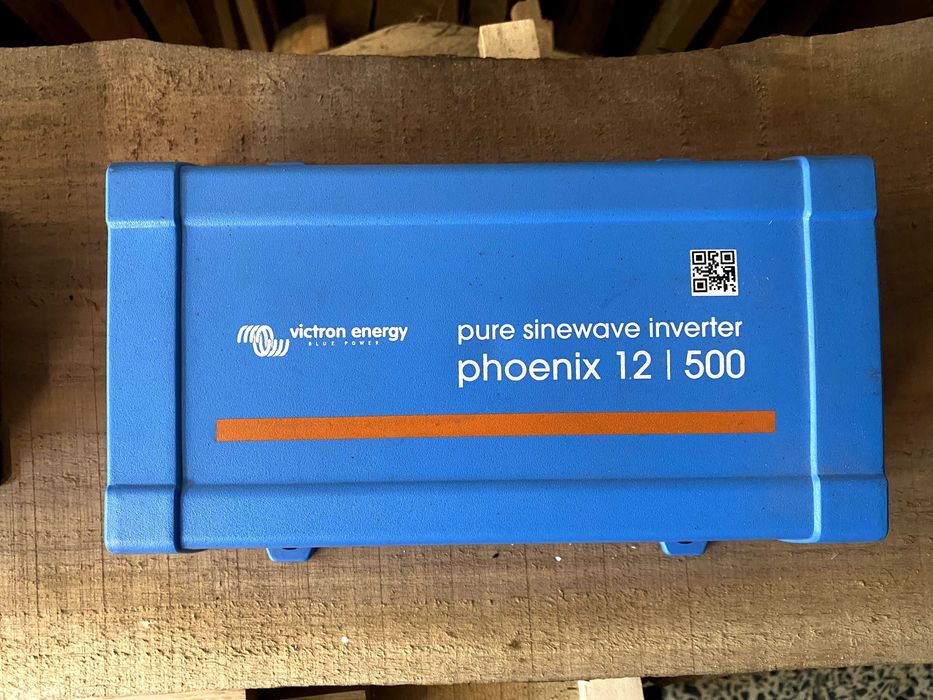 victron energy
BLUE POWER
pure sinewave inverter
phoenix 12 | 500